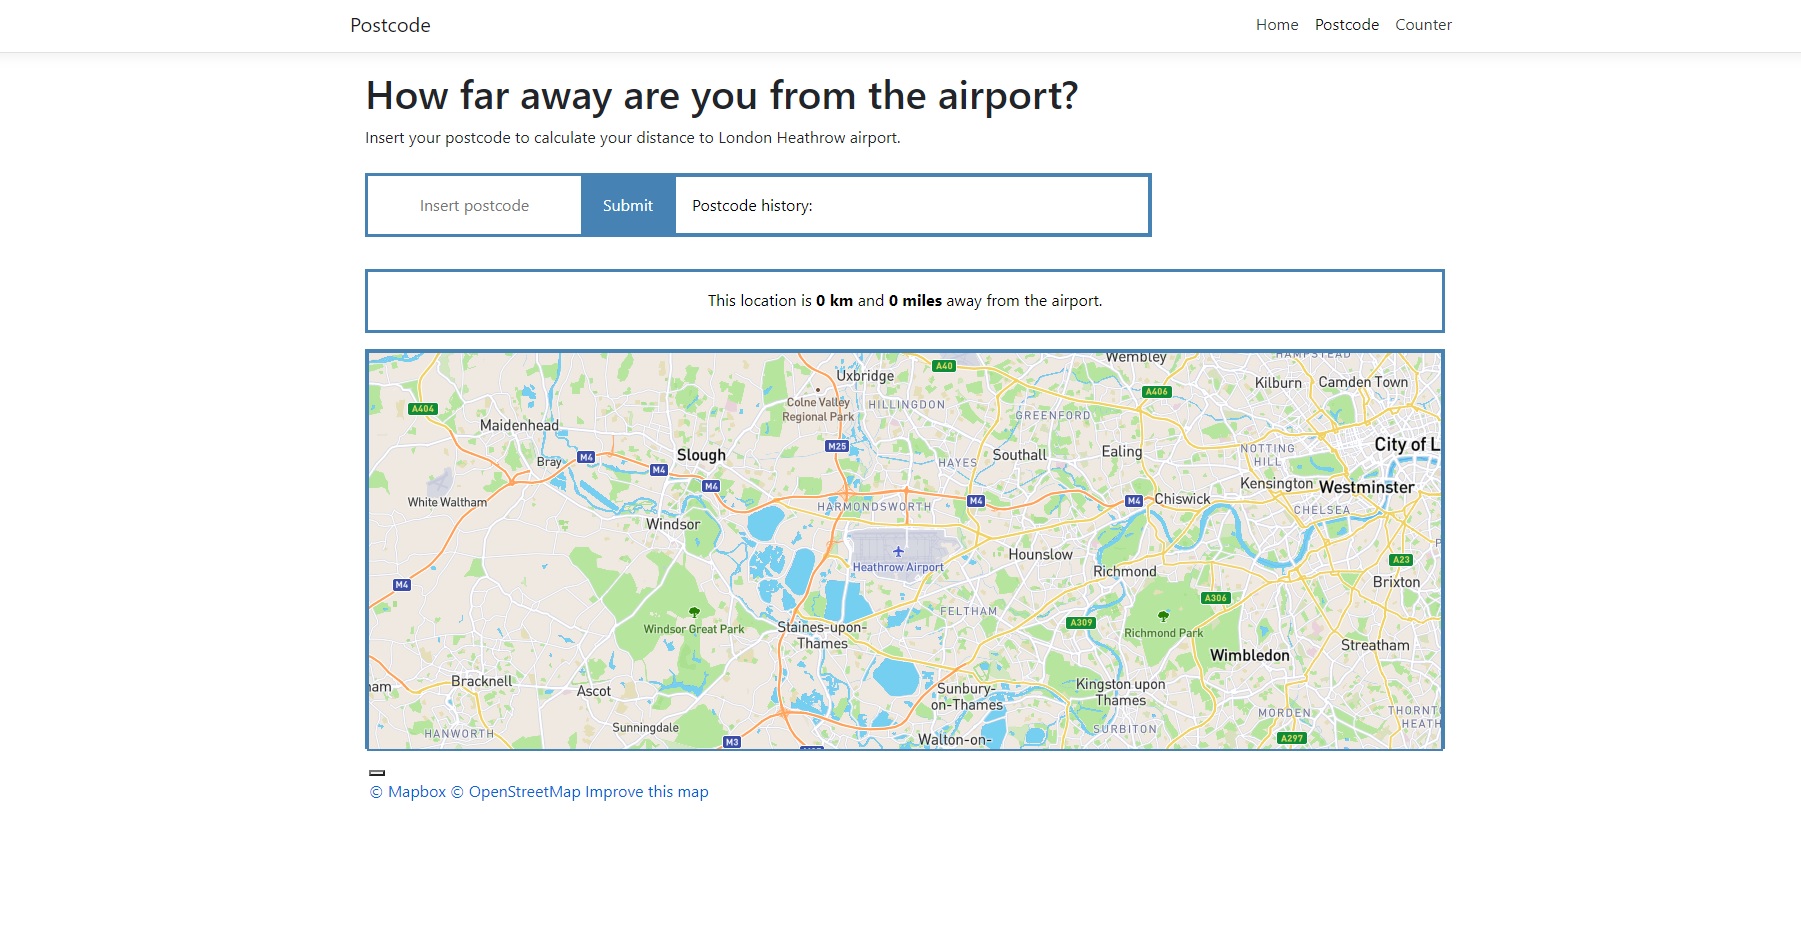 Postcode
Home Postcode Counter
How far away are you from the airport?
Insert your postcode to calculate your distance to London Heathrow airport.
Insert postcode
Submit
Postcode history:
This location is 0 km and 0 miles away from the airport.
Wembley
HAMPSTEAD
A40
Uxbridge
Kilburn
Camden Town
A406
Colne Valley
Regional Park
HILLINGDON
A404
GREENFORD
Maidenhead
M25
City of L
NOTTING
HILL
Ealing
Slough
Southall
Bray
M4
HAYES
M4
Kensington
Westminster
M4
White Waltham
HARMONDSWORTH
M4
M4
Chiswick
CHELSEA
Windsor
Hounslow
Heathrow Airport
A23
Richmond
M4
Brixton
A306
FELTHAM
A309
Windsor Great Park
Staines-upon-
Thames
Richmond Park
Streatham
Wimbledon
Bracknell
ham
Ascot
Sunbury-
on-Thames
Kingston upon
Thames
MORDEN
THORNT
HEATH
Sunningdale
HANWORTH
SURBITON
M3
Walton-on-
A297
© Mapbox © OpenStreetMap Improve this map